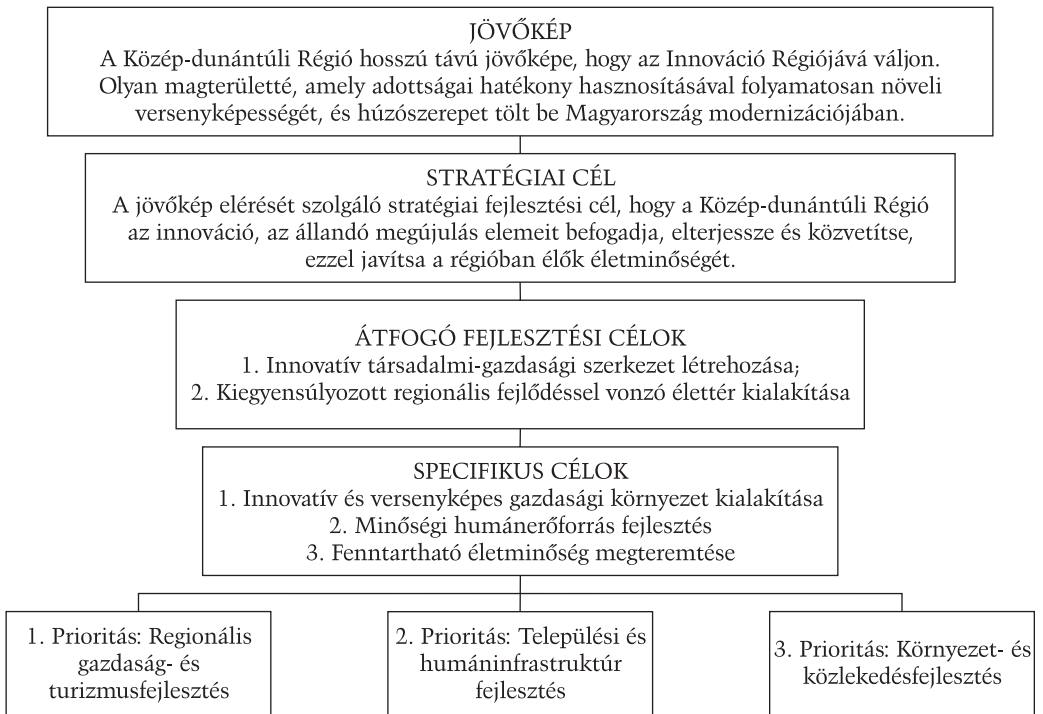 JÖVŐKÉP
A Közép-dunántúli Régió hosszú távú jövőképe, hogy az Innováció Régiójává váljon.
Olyan magterületté, amely adottságai hatékony hasznosításával folyamatosan növeli
versenyképességét, és húzószerepet tölt be Magyarország modernizációjában.
STRATÉGIAI CÉL
A jövőkép elérését szolgáló stratégiai fejlesztési cél, hogy a Közép-dunántúli Régió
az innováció, az állandó megújulás elemeit befogadja, elterjessze és közvetítse,
ezzel javítsa a régióban élők életminőségét.
ÁTFOGÓ FEJLESZTÉSI CÉLOK
1. Innovatív társadalmi-gazdasági szerkezet létrehozása;
2. Kiegyensúlyozott regionális fejlődéssel vonzó élettér kialakítása
SPECIFIKUS CÉLOK
1. Innovatív és versenyképes gazdasági környezet kialakítása
2. Minőségi humánerőforrás fejlesztés
3. Fenntartható életminőség megteremtése
1. Prioritás: Regionális
gazdaság- és
turizmusfejlesztés
2. Prioritás: Települési és
humáninfrastruktúr
fejlesztés
3. Prioritás: Környezet- és
közlekedésfejlesztés